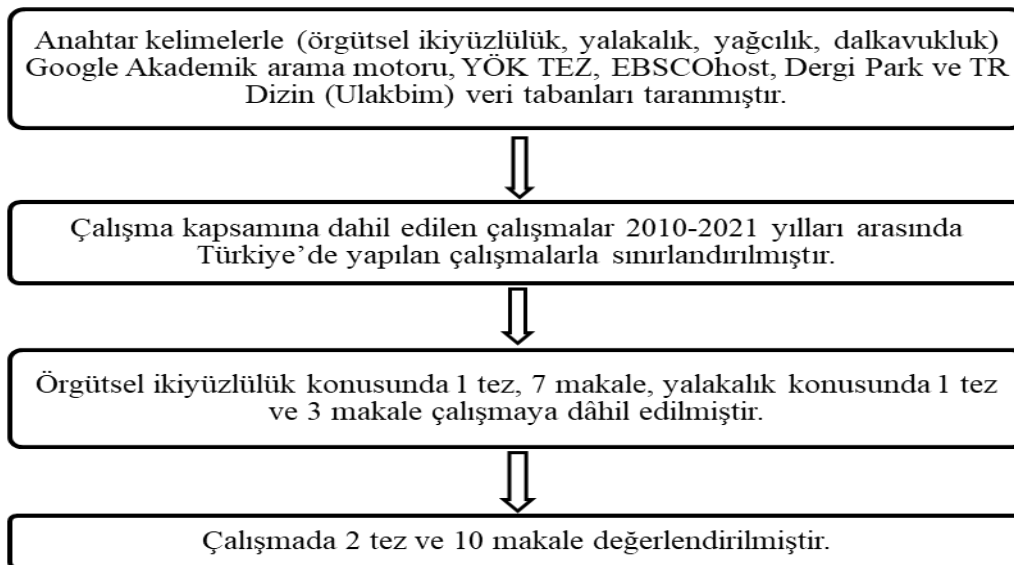 Anahtar kelimelerle (örgütsel ikiyüzlülük, yalakalık, yağcılık, dalkavukluk)
Google Akademik arama motoru, YÖK TEZ, EBSCOhost, Dergi Park ve TR
Dizin (Ulakbim) veri tabanları taranmıştır.
Çalışma kapsamına dahil edilen çalışmalar 2010-2021 yılları arasında
Türkiye’de yapılan çalışmalarla sınırlandırılmıştır.
Örgütsel ikiyüzlülük konusunda 1 tez, 7 makale, yalakalık konusunda 1 tez
ve 3 makale çalışmaya dâhil edilmiştir.
Çalışmada 2 tez ve 10 makale değerlendirilmiştir.